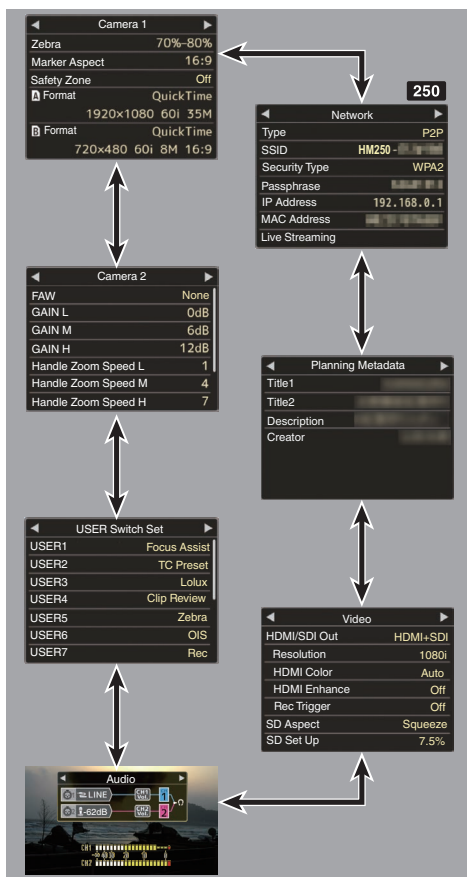 Camera 1
Zebra 70%–80%
Marker Aspect 16:9
Safety Zone Off
A Format QuickTime
1920×1080 60i 35M
B Format QuickTime
720×480 60i 8M 16:9
250
Network
Type P2P
SSID HM250-
Security Type WPA2
Passphrase
IP Address 192.168.0.1
MAC Address
Live Streaming
Camera 2
FAW None
GAIN L 0dB
GAIN M 6dB
GAIN H 12dB
Handle Zoom Speed L 1
Handle Zoom Speed M 4
Handle Zoom Speed H 7
Planning Metadata
Title1
Title2
Description
Creator
USER Switch Set
USER1 Focus Assist
USER2 TC Preset
USER3 Lolux
USER4 Clip Review
USER5 Zebra
USER6 OIS
USER7 Rec
Video
HDMI/SDI Out HDMI+SDI
Resolution 1080i
HDMI Color Auto
HDMI Enhance Off
Rec Trigger Off
SD Aspect Squeeze
SD Set Up 7.5%
Audio
LINE CH1 Vol. 1
-62dB CH2 Vol. 2
CH1
20 10 0
CH2